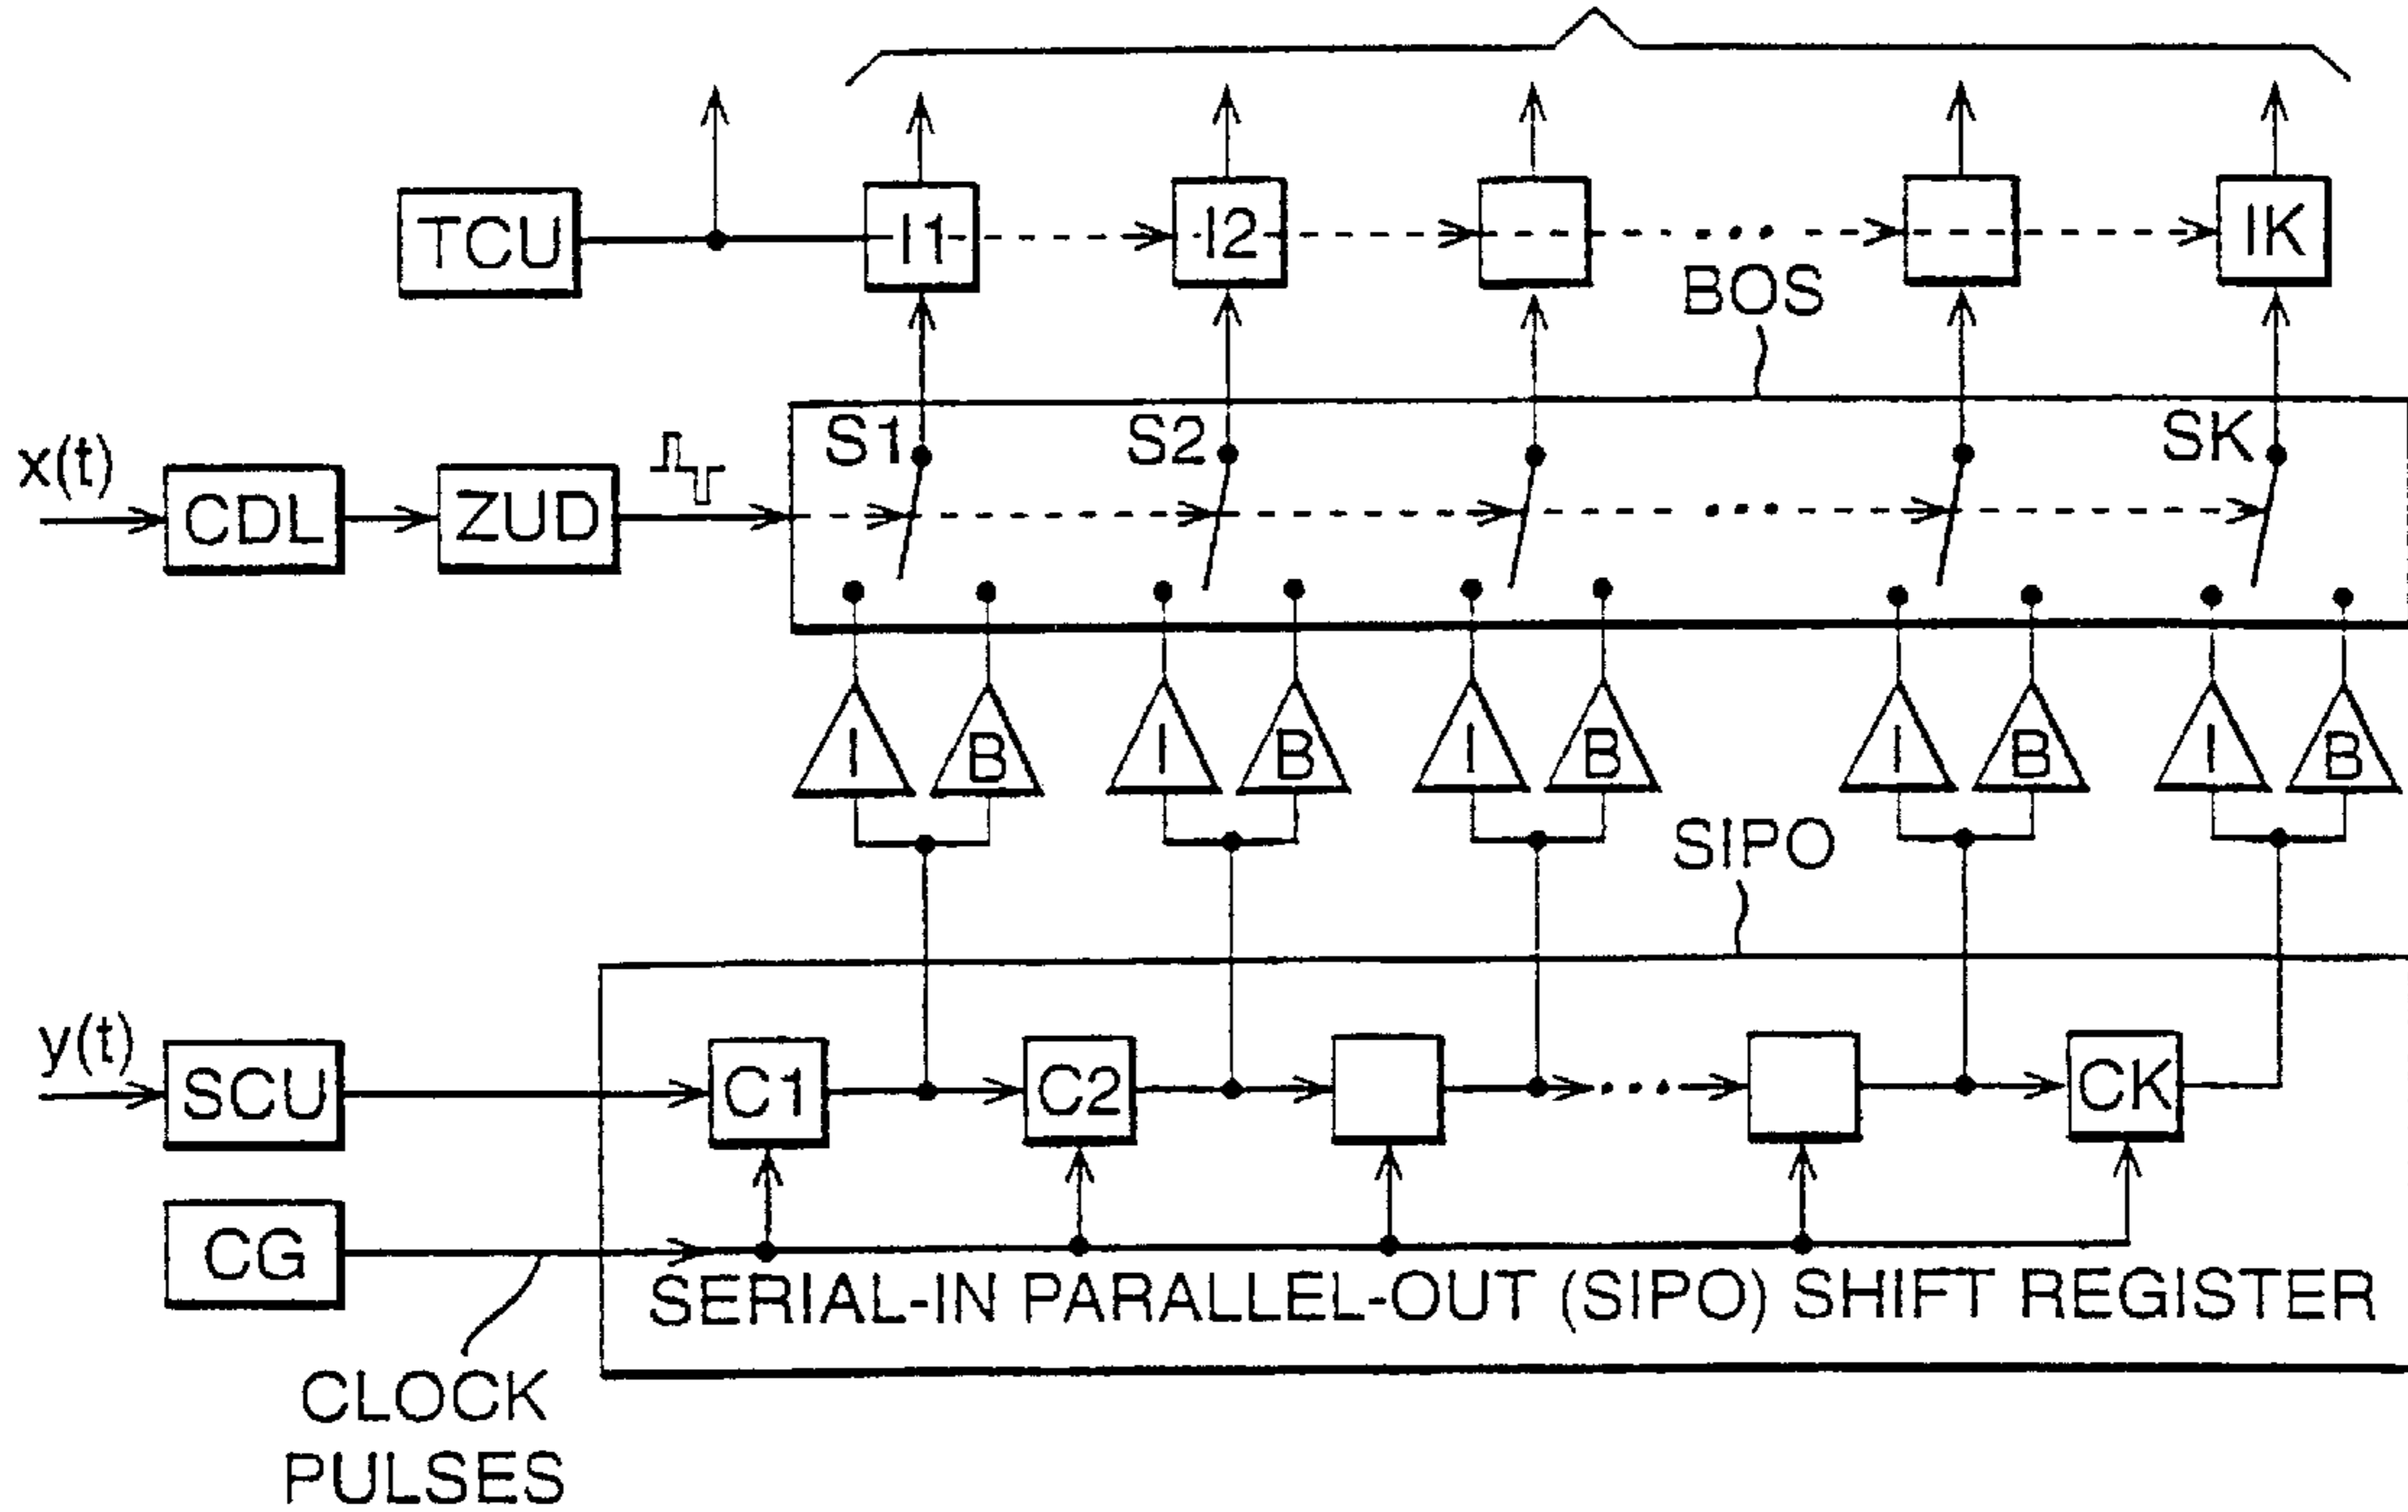 TCU
I1
I2
IK
BOS
x(t)
CDL
ZUD
S1
S2
SK
I
B
I
B
I
B
I
B
I
B
SIPO
y(t)
SCU
C1
C2
CK
CG
SERIAL-IN PARALLEL-OUT (SIPO) SHIFT REGISTER
CLOCK
PULSES